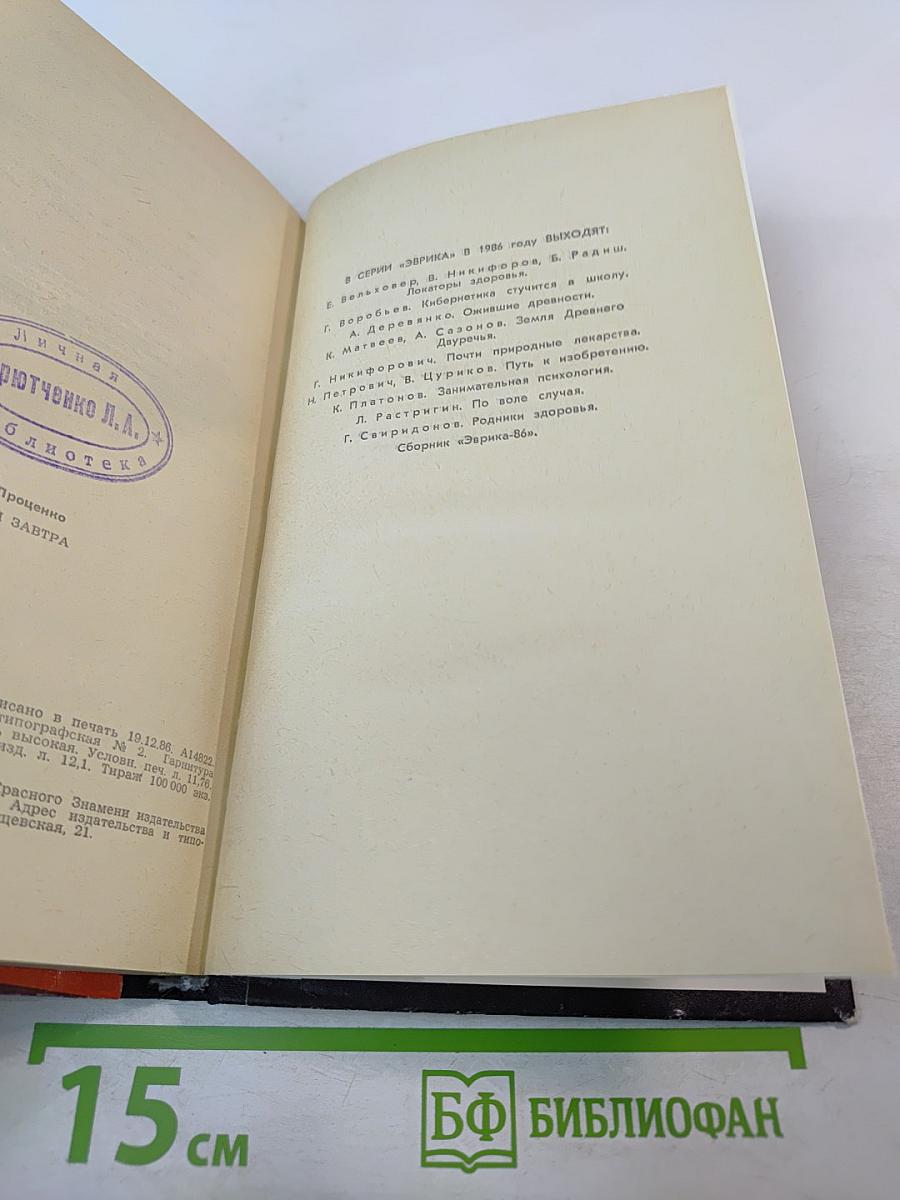 Личная
рютченко Л. А.
блиотека
Проценко
ЗАВТРА
исано в печать 19.12.86. А14822.
типографская № 2. Гарнитура
высокая. Условн. печ. л. 11,76.
изд. л. 12,1. Тираж 100 000 экз.
Красного Знамени издательства
Адрес издательства и типо-
щевская, 21.
В СЕРИИ «ЭВРИКА» В 1986 году ВЫХОДЯТ:
Е. Вельховер, В. Никифоров, Б. Радиш.
Локаторы здоровья.
Г. Воробьев. Кибернетика стучится в школу.
А. Деревянко. Ожившие древности.
К. Матвеев, А. Сазонов. Земля Древнего
Двуречья.
Г. Никифорович. Почти природные лекарства.
Н. Петрович, В. Цуриков. Путь к изобретению.
К. Платонов. Занимательная психология.
Л. Растригин. По воле случая.
Г. Свиридонов. Родники здоровья.
Сборник «Эврика-86».
15 см
БФ БИБЛИОФАН